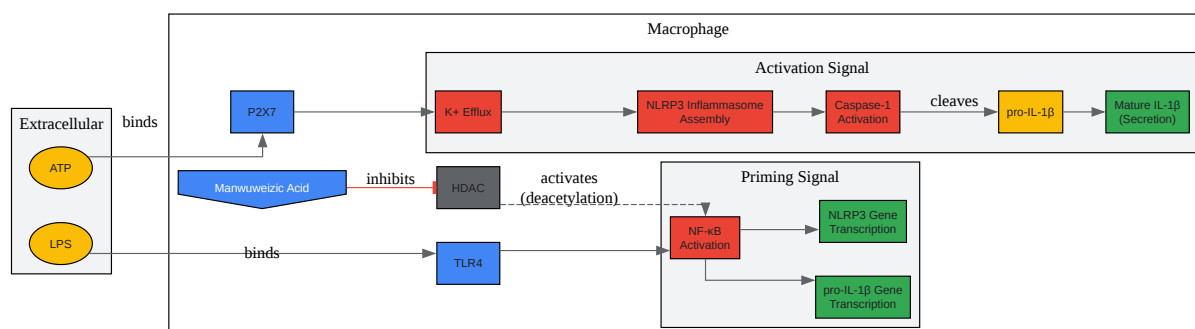 Macrophage
Activation Signal
Extracellular
binds
P2X7
K+ Efflux
NLRP3 Inflammasome
Assembly
Caspase-1
Activation
cleaves
pro-IL-1β
Mature IL-1β
(Secretion)
ATP
Manwuweizic Acid
inhibits
HDAC
activates
(deacetylation)
Priming Signal
NF-κB
Activation
NLRP3 Gene
Transcription
LPS
binds
TLR4
pro-IL-1β Gene
Transcription